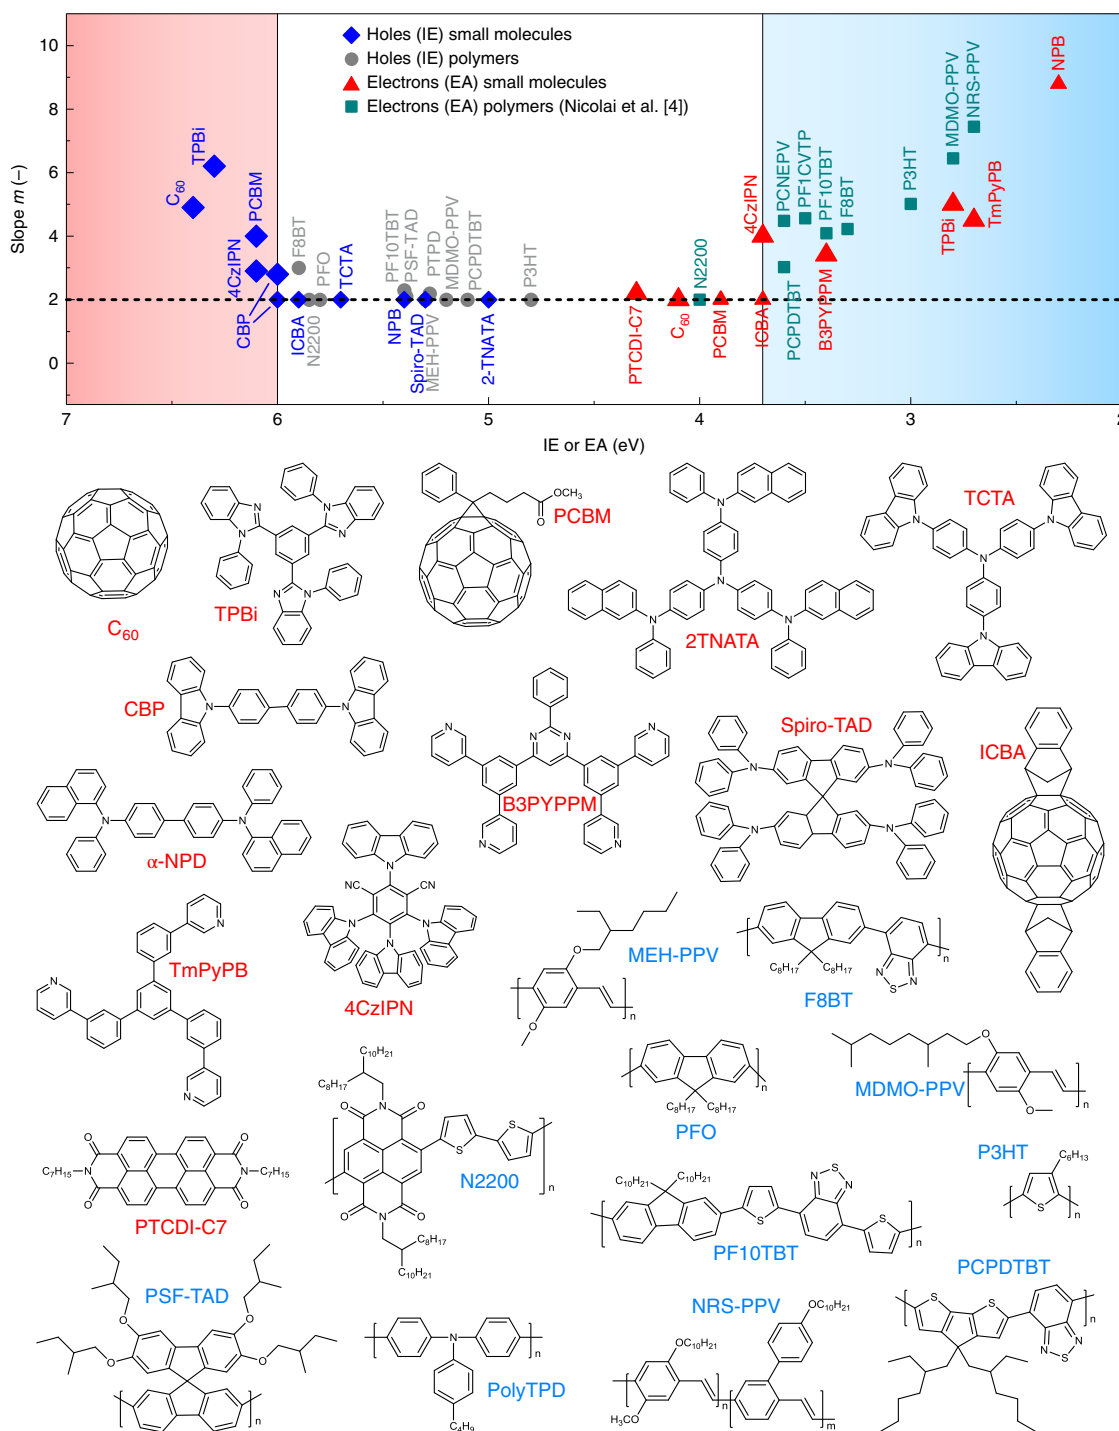 10
8
6
4
2
0
Slope m (–)
Holes (IE) small molecules
Holes (IE) polymers
Electrons (EA) small molecules
Electrons (EA) polymers (Nicolai et al. [4])
C60
TPBi
PCBM
4CzIPN
CBP
F8BT
ICBA
N2200
PFO
TCTA
PF10TBT
PSF-TAD
PTPD
MDMO-PPV
PCPDTBT
NPB
Spiro-TAD
MEH-PPV
2-TNATA
P3HT
PTCDI-C7
C60
PCBM
N2200
4CzIPN
ICBA
PCNEPV
PF1CVTP
PF10TBT
F8BT
PCPDTBT
B3PYPPM
P3HT
MDMO-PPV
NRS-PPV
TPBi
TmPyPB
NPB
7
6
5
4
3
2
IE or EA (eV)
C60
TPBi
PCBM
2TNATA
TCTA
CBP
B3PYPPM
Spiro-TAD
ICBA
α-NPD
TmPyPB
4CzIPN
MEH-PPV
F8BT
PFO
MDMO-PPV
PTCDI-C7
N2200
PF10TBT
P3HT
PSF-TAD
PolyTPD
NRS-PPV
PCPDTBT